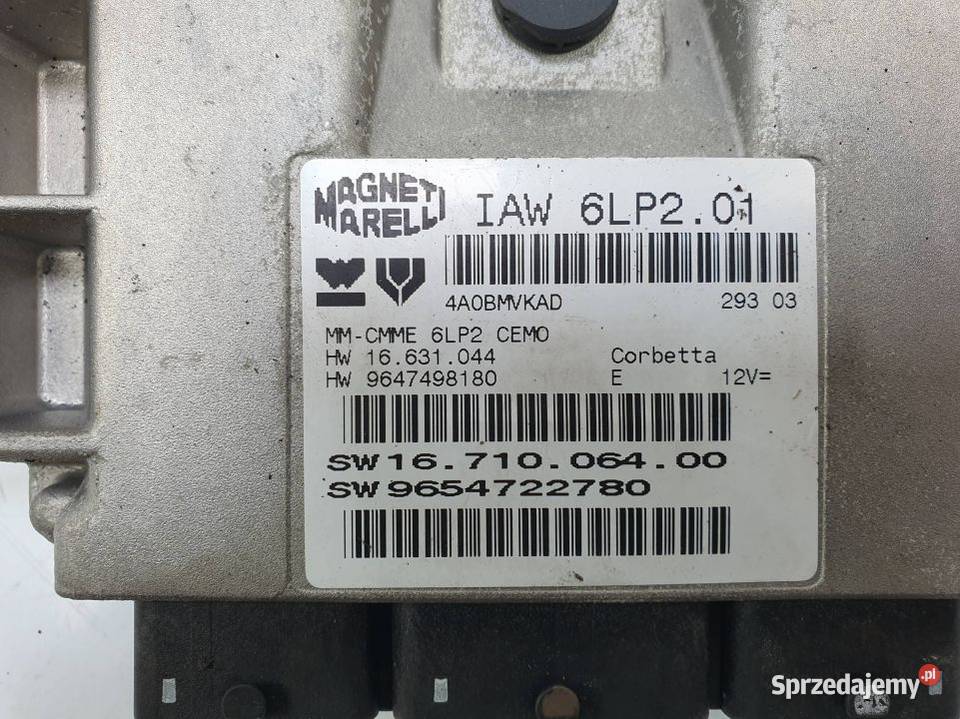 MAGNETI
MARELLI
IAW 6LP2.01
4A0BMVKAD 293 03
MM-CMME 6LP2 CEMO
HW 16.631.044 Corbetta
HW 9647498180 E 12V=
SW16.710.064.00
SW9654722780
Sprzedajemy.pl